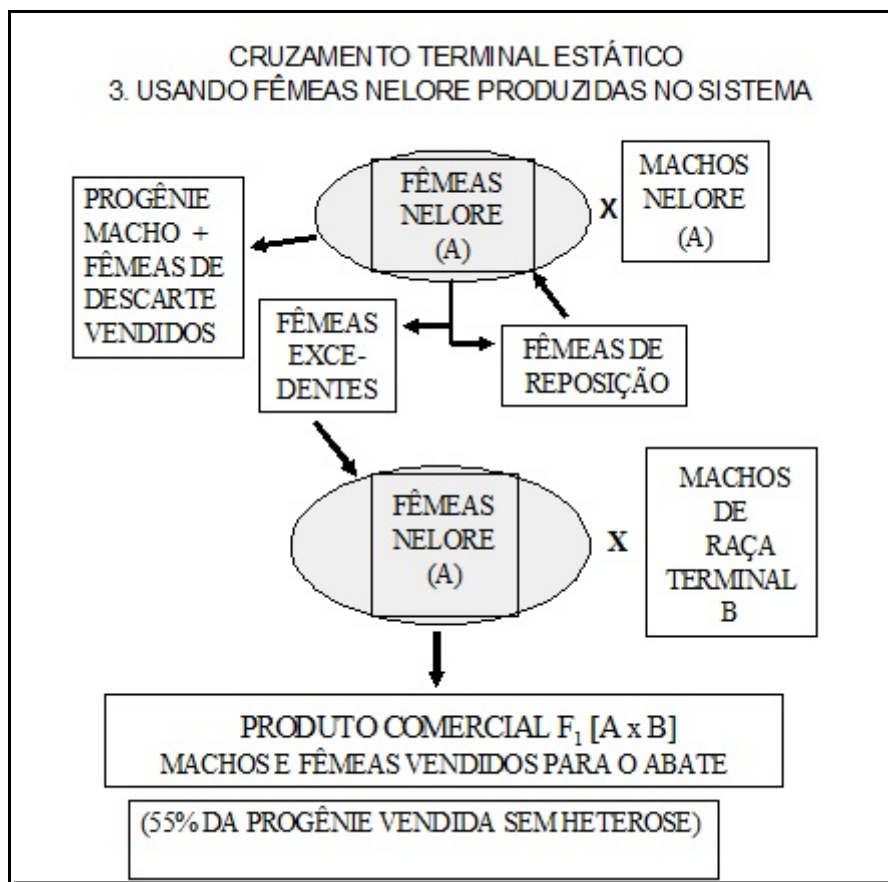 CRUZAMENTO TERMINAL ESTÁTICO
3. USANDO FÊMEAS NELORE PRODUZIDAS NO SISTEMA
PROGÊNIE
MACHO +
FÊMEAS DE
DESCARTE
VENDIDOS
FÊMEAS
NELORE
(A)
X
MACHOS
NELORE
(A)
FÊMEAS
EXCE-
DENTES
FÊMEAS DE
REPOSIÇÃO
FÊMEAS
NELORE
(A)
X
MACHOS
DE
RAÇA
TERMINAL
B
PRODUTO COMERCIAL F₁ [A x B]
MACHOS E FÊMEAS VENDIDOS PARA O ABATE
(55% DA PROGÊNIE VENDIDA SEM HETEROSE)